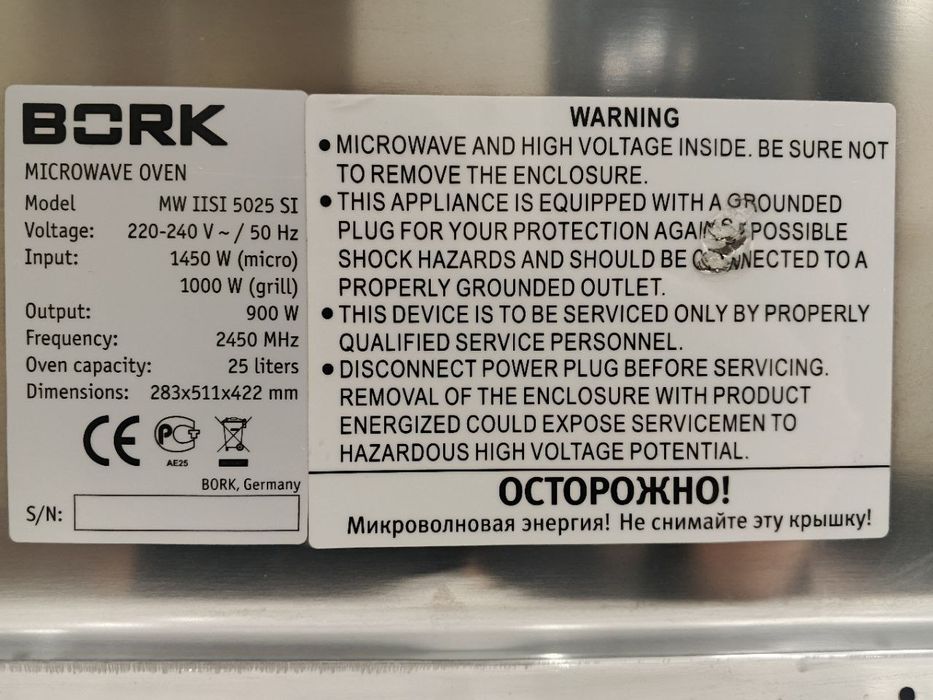 BORK
MICROWAVE OVEN
Model MW IISI 5025 SI
Voltage: 220-240 V ~ / 50 Hz
Input: 1450 W (micro)
1000 W (grill)
Output: 900 W
Frequency: 2450 MHz
Oven capacity: 25 liters
Dimensions: 283x511x422 mm
CE
AE25
BORK, Germany
S/N:
WARNING
● MICROWAVE AND HIGH VOLTAGE INSIDE. BE SURE NOT
TO REMOVE THE ENCLOSURE.
● THIS APPLIANCE IS EQUIPPED WITH A GROUNDED
PLUG FOR YOUR PROTECTION AGAINST POSSIBLE
SHOCK HAZARDS AND SHOULD BE CONNECTED TO A
PROPERLY GROUNDED OUTLET.
● THIS DEVICE IS TO BE SERVICED ONLY BY PROPERLY
QUALIFIED SERVICE PERSONNEL.
● DISCONNECT POWER PLUG BEFORE SERVICING.
REMOVAL OF THE ENCLOSURE WITH PRODUCT
ENERGIZED COULD EXPOSE SERVICEMEN TO
HAZARDOUS HIGH VOLTAGE POTENTIAL.
ОСТОРОЖНО!
Микроволновая энергия! Не снимайте эту крышку!